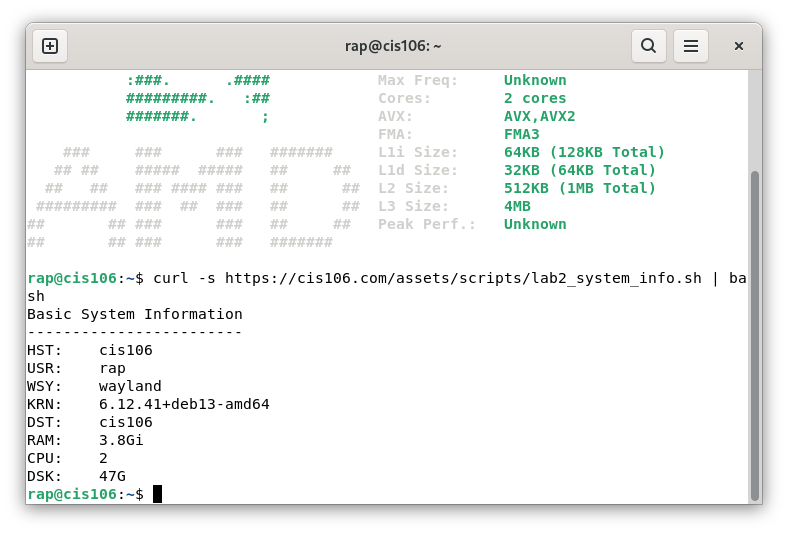 rap@cis106: ~
:###.      .####            Max Freq:     Unknown
#########.   :##            Cores:        2 cores
#######.       ;            AVX:          AVX,AVX2
FMA:          FMA3
###     ###      ###   #######     L1i Size:     64KB (128KB Total)
## ##    #####  #####   ##     ##   L1d Size:     32KB (64KB Total)
##   ##   ### #### ###   ##      ##  L2 Size:      512KB (1MB Total)
#########  ###  ##  ###   ##      ##  L3 Size:      4MB
##       ## ###      ###   ##     ##   Peak Perf.:   Unknown
##       ## ###      ###   #######
rap@cis106:~$ curl -s https://cis106.com/assets/scripts/lab2_system_info.sh | ba
sh
Basic System Information
------------------------
HST:    cis106
USR:    rap
WSY:    wayland
KRN:    6.12.41+deb13-amd64
DST:    cis106
RAM:    3.8Gi
CPU:    2
DSK:    47G
rap@cis106:~$